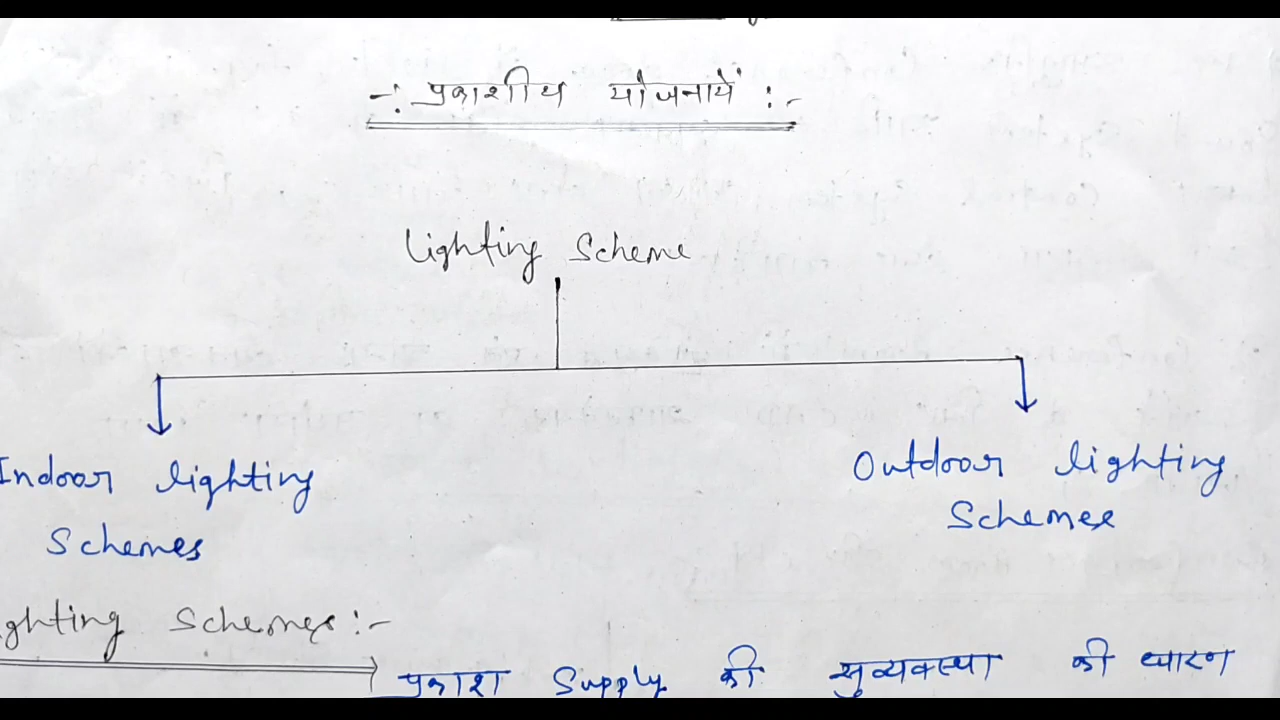 -: प्रकाशीय योजनायें :-
Lighting Scheme
Indoor lighting
Schemes
Outdoor lighting
Schemes
ghting Schemes:-
प्रकाश Supply की सुव्यवस्था की धारण